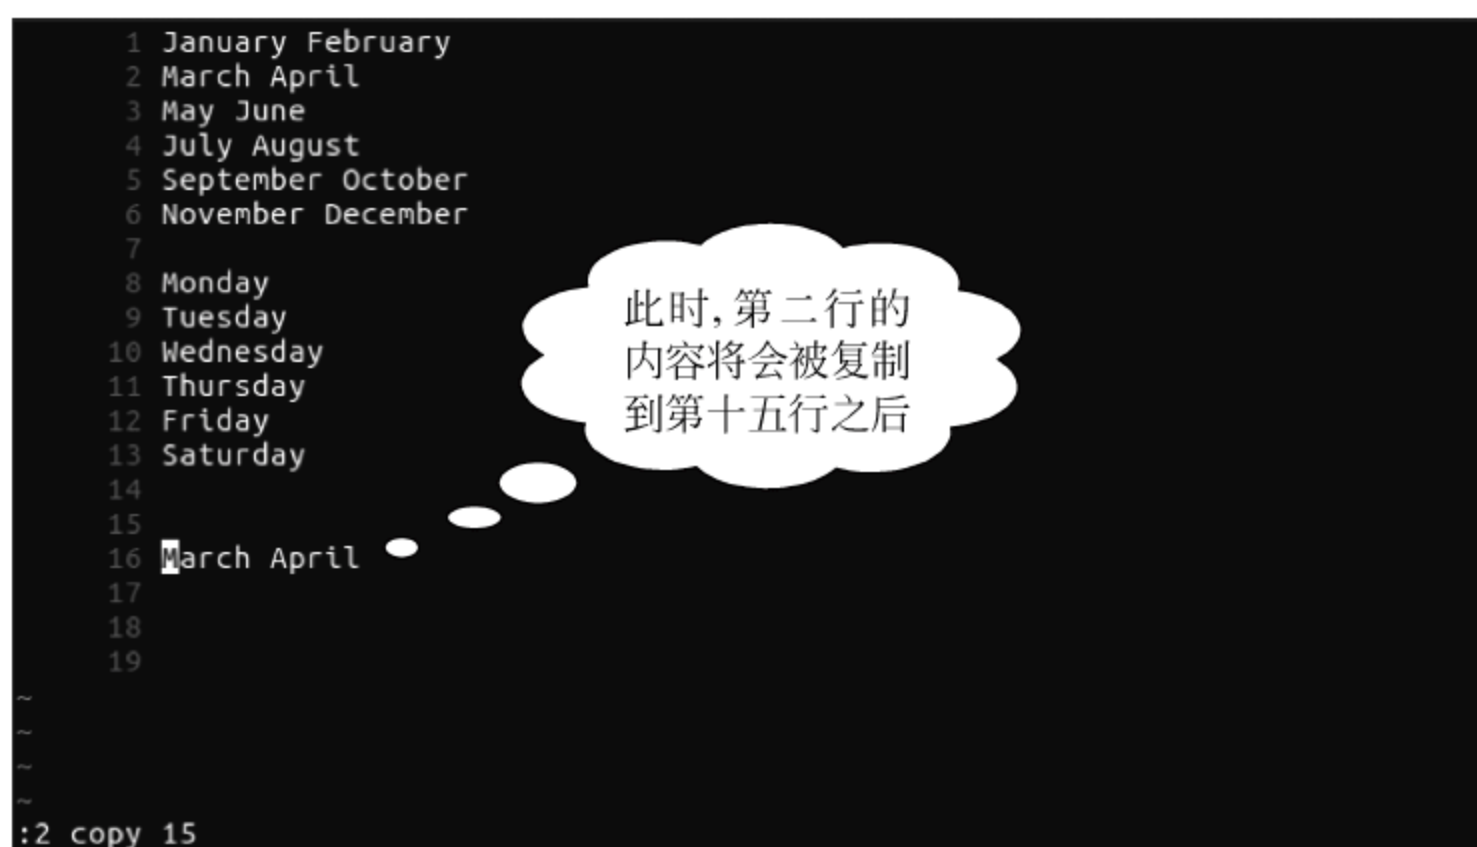 1 January February
2 March April
3 May June
4 July August
5 September October
6 November December
7
8 Monday
9 Tuesday
10 Wednesday
11 Thursday
12 Friday
13 Saturday
14
15
16 March April
17
18
19
~
~
~
~
:2 copy 15
此时,第二行的
内容将会被复制
到第十五行之后